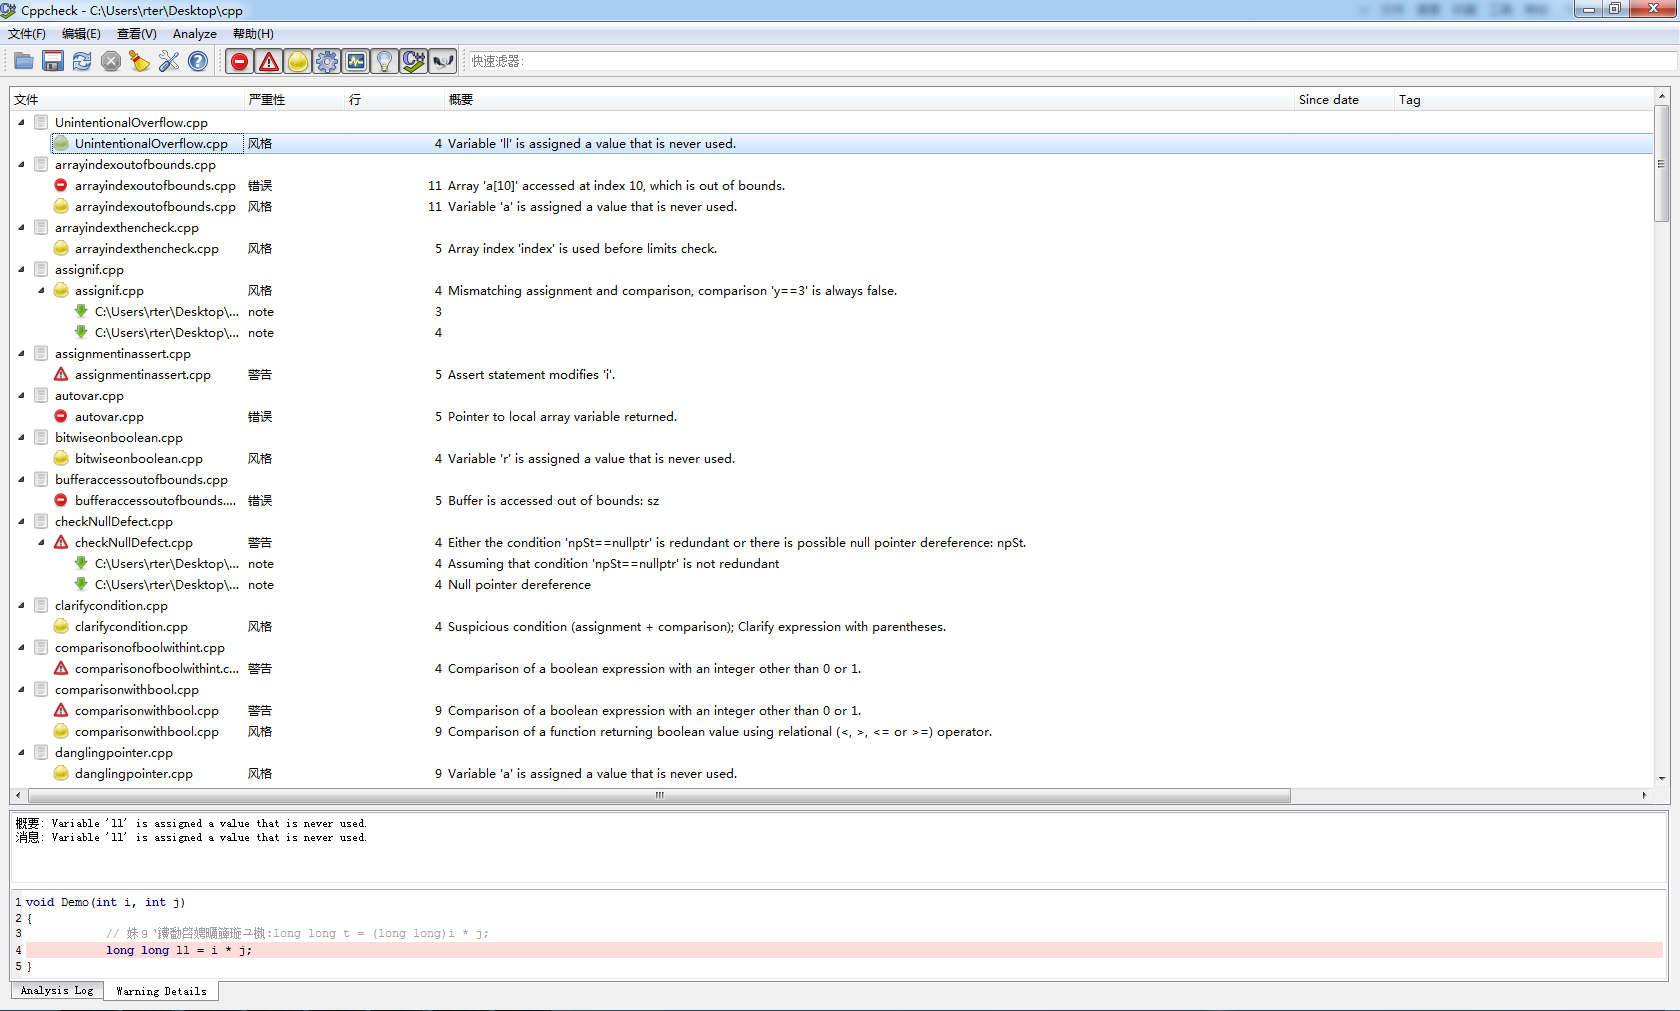 Cppcheck - C:\Users\rter\Desktop\cpp
文件(F) 编辑(E) 查看(V) Analyze 帮助(H)
快速滤器:
文件 严重性 行 概要 Since date Tag
UnintentionalOverflow.cpp
UnintentionalOverflow.cpp 风格 4 Variable 'll' is assigned a value that is never used.
arrayindexoutofbounds.cpp
arrayindexoutofbounds.cpp 错误 11 Array 'a[10]' accessed at index 10, which is out of bounds.
arrayindexoutofbounds.cpp 风格 11 Variable 'a' is assigned a value that is never used.
arrayindexthencheck.cpp
arrayindexthencheck.cpp 风格 5 Array index 'index' is used before limits check.
assignif.cpp
assignif.cpp 风格 4 Mismatching assignment and comparison, comparison 'y==3' is always false.
C:\Users\rter\Desktop\... note 3
C:\Users\rter\Desktop\... note 4
assignmentinassert.cpp
assignmentinassert.cpp 警告 5 Assert statement modifies 'i'.
autovar.cpp
autovar.cpp 错误 5 Pointer to local array variable returned.
bitwiseonboolean.cpp
bitwiseonboolean.cpp 风格 4 Variable 'r' is assigned a value that is never used.
bufferaccessoutofbounds.cpp
bufferaccessoutofbounds.... 错误 5 Buffer is accessed out of bounds: sz
checkNullDefect.cpp
checkNullDefect.cpp 警告 4 Either the condition 'npSt==nullptr' is redundant or there is possible null pointer dereference: npSt.
C:\Users\rter\Desktop\... note 4 Assuming that condition 'npSt==nullptr' is not redundant
C:\Users\rter\Desktop\... note 4 Null pointer dereference
clarifycondition.cpp
clarifycondition.cpp 风格 4 Suspicious condition (assignment + comparison); Clarify expression with parentheses.
comparisonofboolwithint.cpp
comparisonofboolwithint.c... 警告 4 Comparison of a boolean expression with an integer other than 0 or 1.
comparisonwithbool.cpp
comparisonwithbool.cpp 警告 9 Comparison of a boolean expression with an integer other than 0 or 1.
comparisonwithbool.cpp 风格 9 Comparison of a function returning boolean value using relational (<, >, <= or >=) operator.
danglingpointer.cpp
danglingpointer.cpp 风格 9 Variable 'a' is assigned a value that is never used.
概要: Variable 'll' is assigned a value that is never used.
消息: Variable 'll' is assigned a value that is never used.
1 void Demo(int i, int j)
2 {
3 // :long long t = (long long)i * j;
4 long long ll = i * j;
5 }
Analysis Log Warning Details